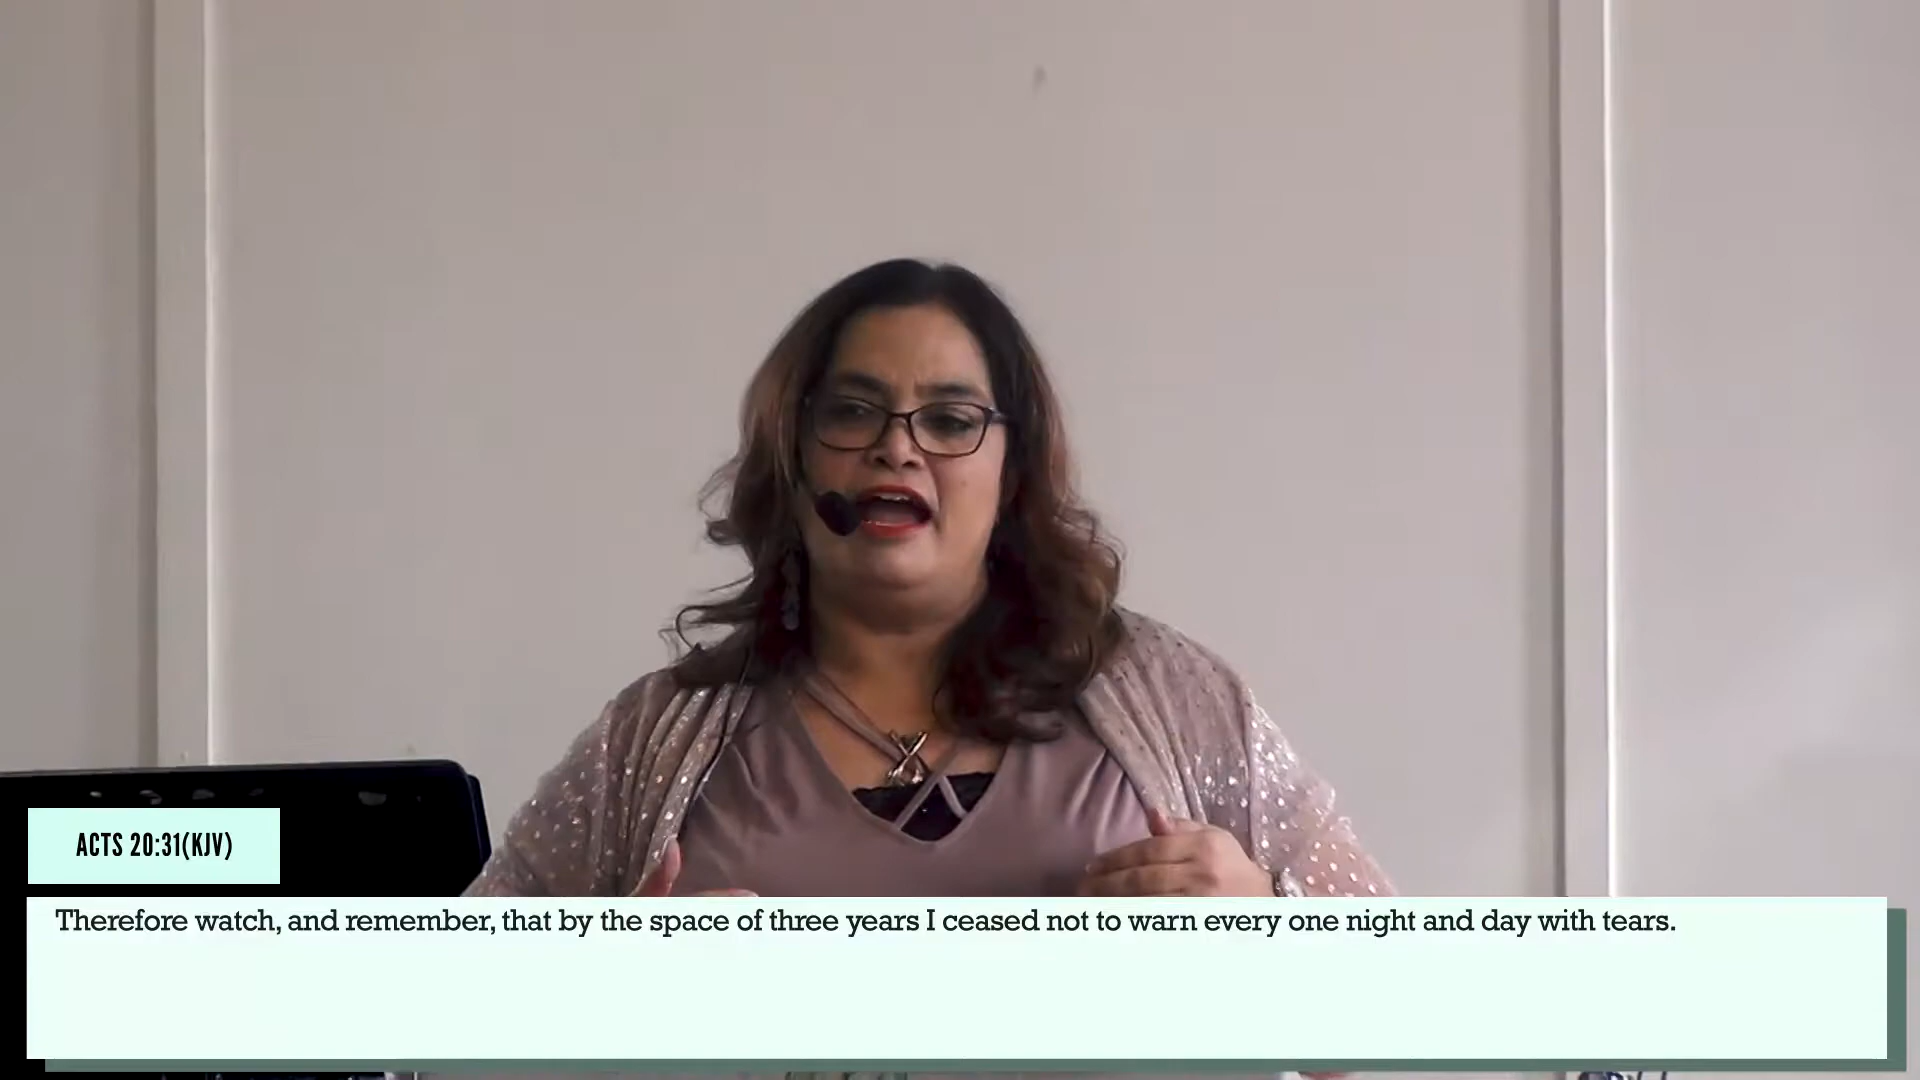 ACTS 20:31(KJV)
Therefore watch, and remember, that by the space of three years I ceased not to warn every one night and day with tears.